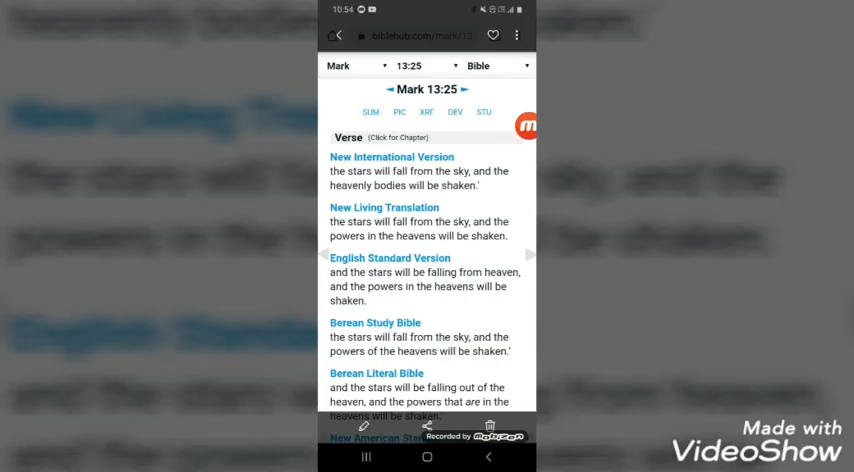 10:54
biblehub.com/mark/13
Mark 13:25 Bible
Mark 13:25
SUM PIC XRF DEV STU
Verse (Click for Chapter)
New International Version
the stars will fall from the sky, and the
heavenly bodies will be shaken.'
New Living Translation
the stars will fall from the sky, and the
powers in the heavens will be shaken.
English Standard Version
and the stars will be falling from heaven,
and the powers in the heavens will be
shaken.
Berean Study Bible
the stars will fall from the sky, and the
powers of the heavens will be shaken.'
Berean Literal Bible
and the stars will be falling out of the
heaven, and the powers that are in the
heavens will be shaken.'
New American Stan
Recorded by mobizen
Made with
VideoShow